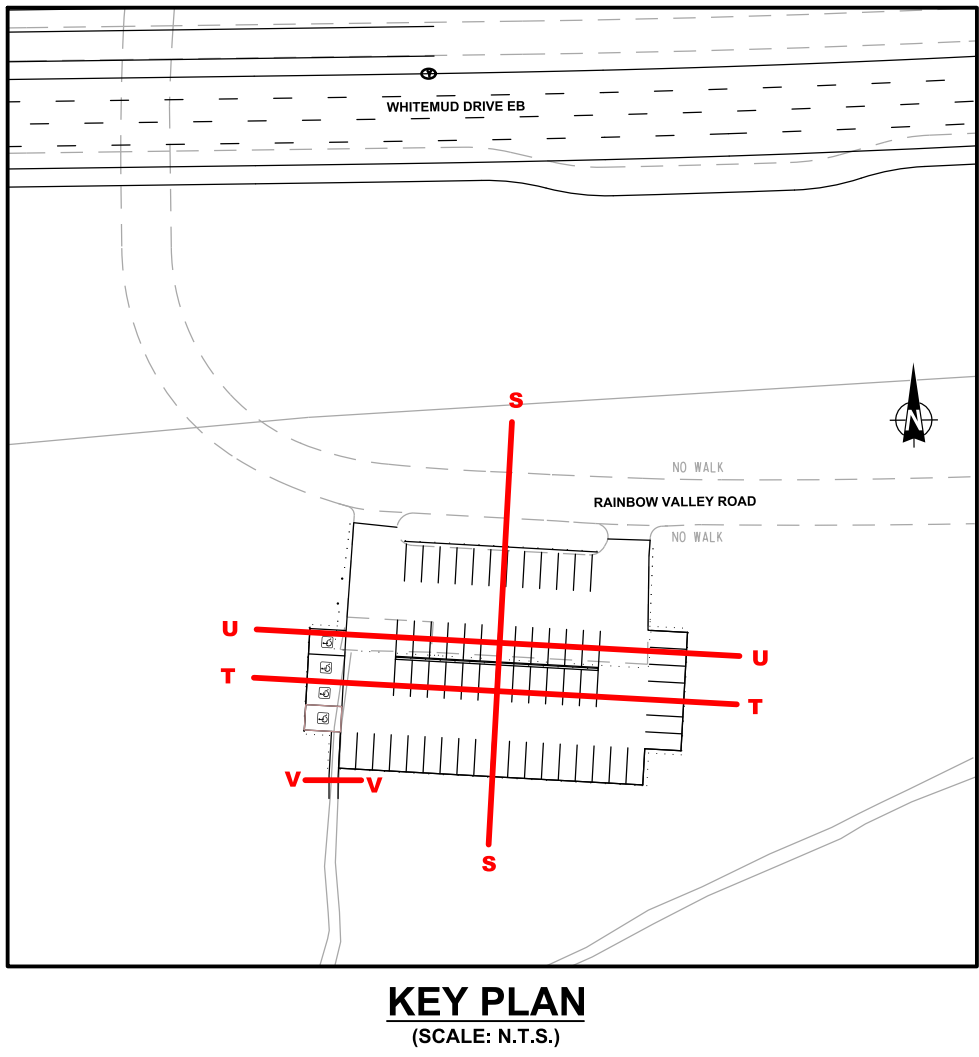 WHITEMUD DRIVE EB
S
N
NO WALK
RAINBOW VALLEY ROAD
NO WALK
U
U
T
T
V
V
S
KEY PLAN
(SCALE: N.T.S.)